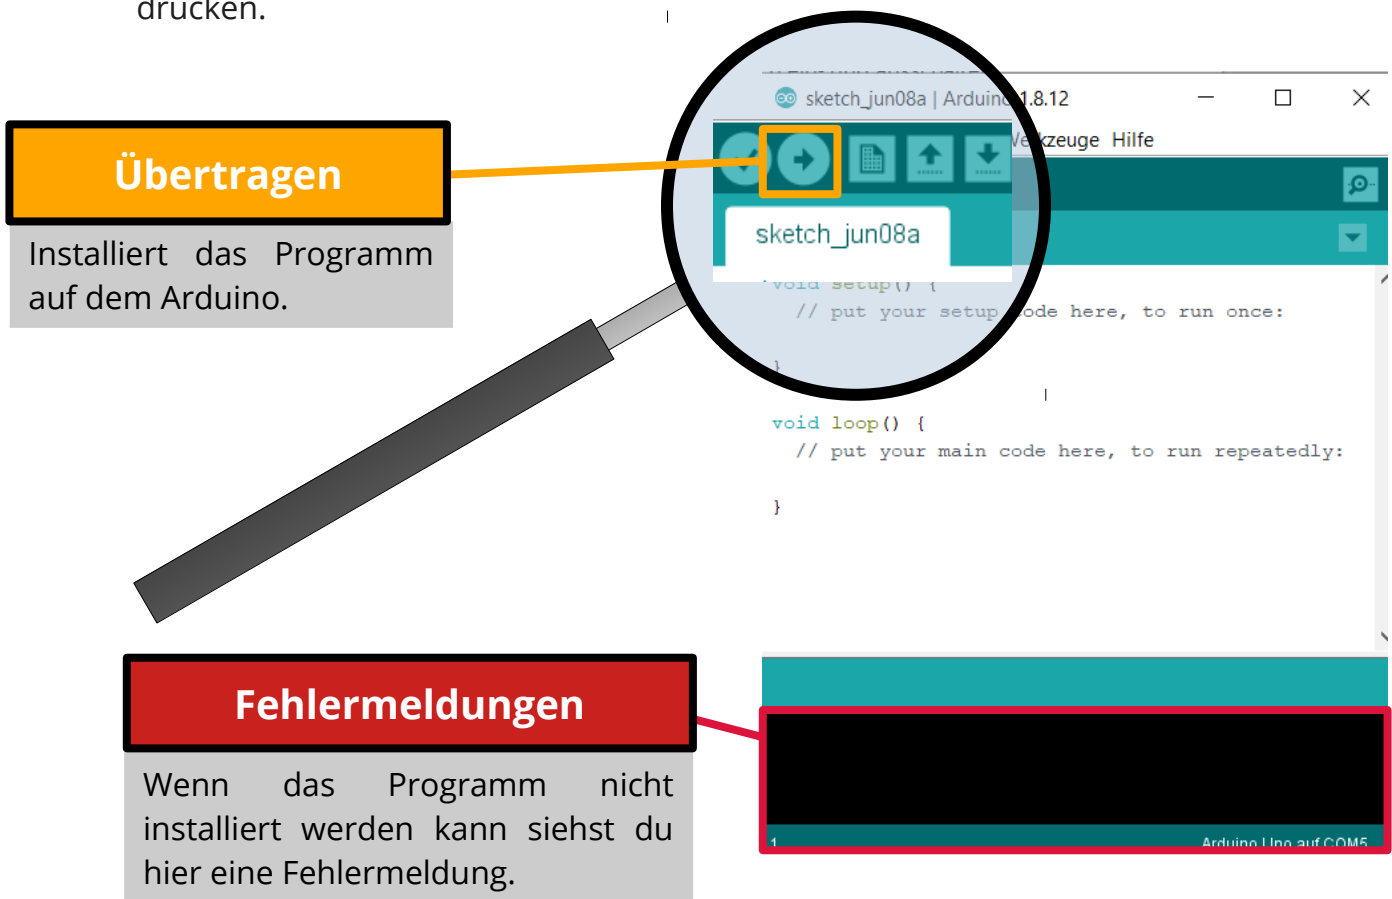 drücken.
sketch_jun08a | Arduino 1.8.12
Werkzeuge Hilfe
Übertragen
Installiert das Programm
auf dem Arduino.
sketch_jun08a
void setup() {
// put your setup code here, to run once:
}
void loop() {
// put your main code here, to run repeatedly:
}
Fehlermeldungen
Wenn das Programm nicht
installiert werden kann siehst du
hier eine Fehlermeldung.
1
Arduino Uno auf COM5